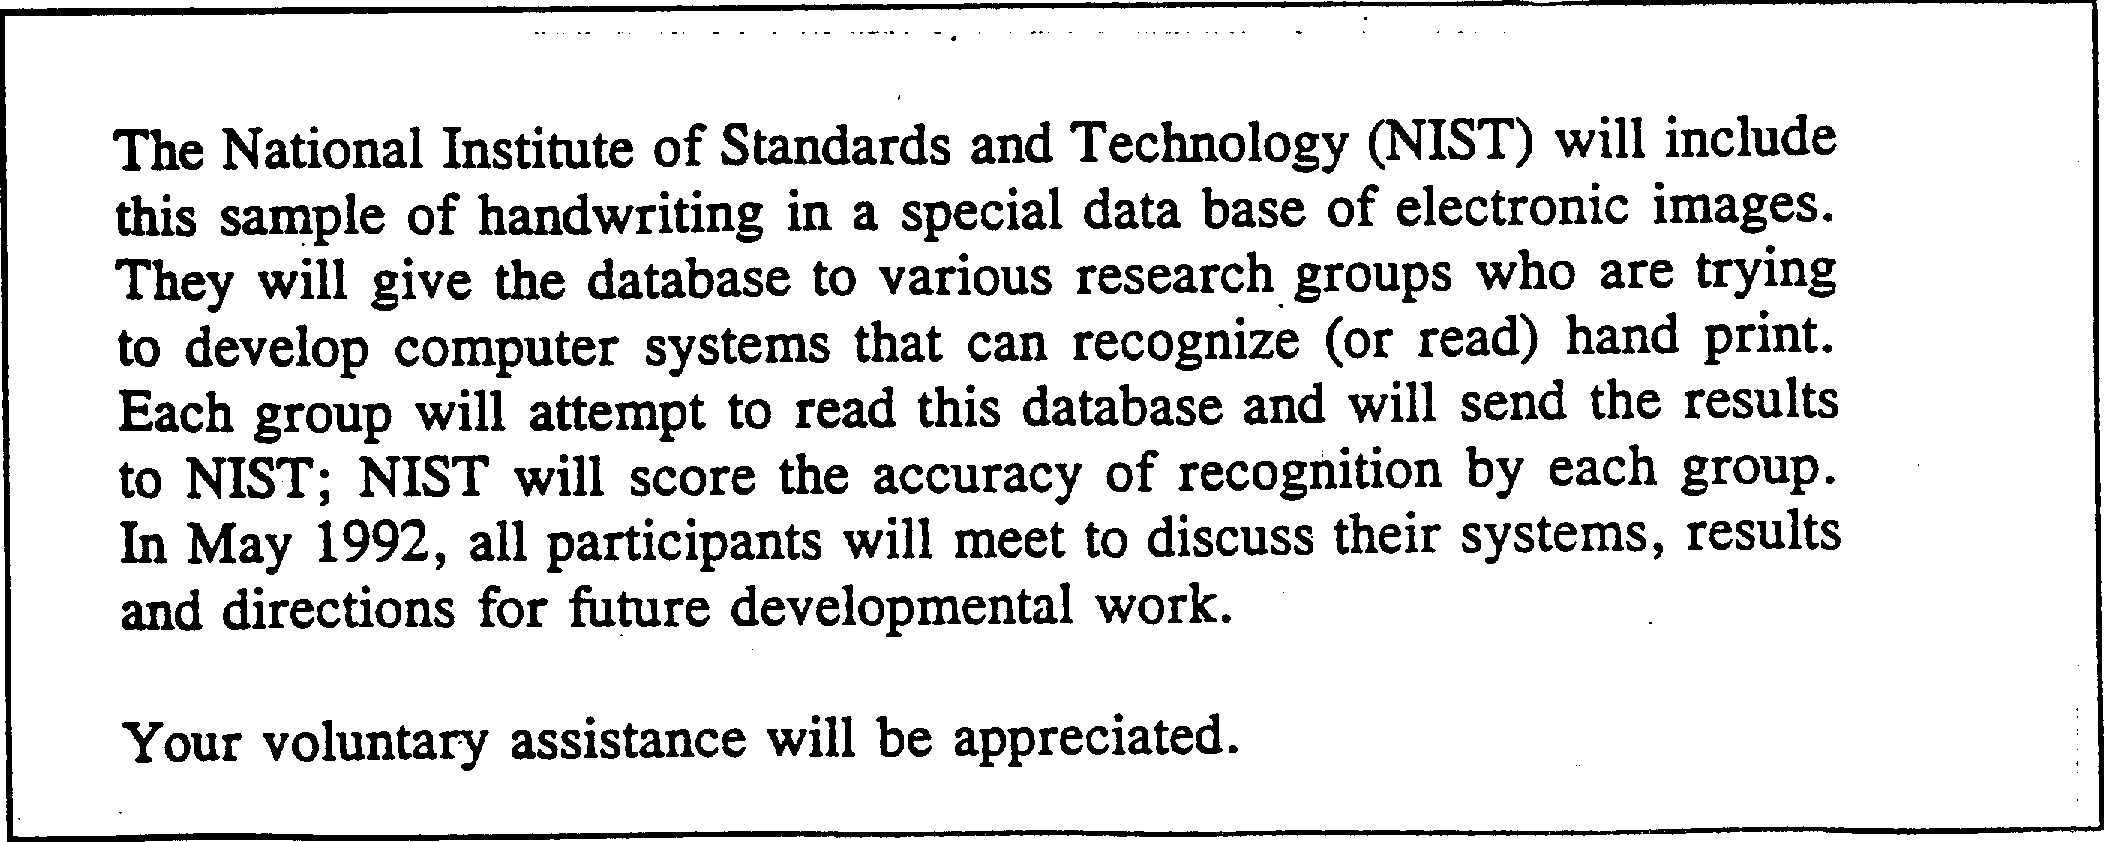 The National Institute of Standards and Technology (NIST) will include
this sample of handwriting in a special data base of electronic images.
They will give the database to various research groups who are trying
to develop computer systems that can recognize (or read) hand print.
Each group will attempt to read this database and will send the results
to NIST; NIST will score the accuracy of recognition by each group.
In May 1992, all participants will meet to discuss their systems, results
and directions for future developmental work.
Your voluntary assistance will be appreciated.